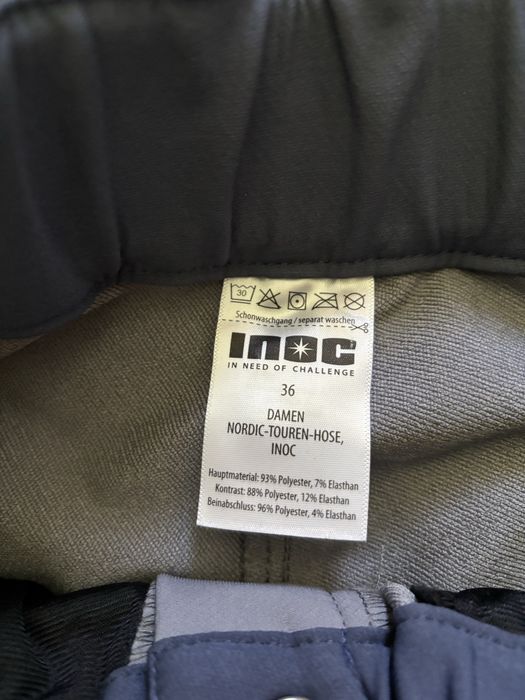 30
Schonwaschgang / separat waschen
INOC
IN NEED OF CHALLENGE
36
DAMEN
NORDIC-TOUREN-HOSE,
INOC
Hauptmaterial: 93% Polyester, 7% Elasthan
Kontrast: 88% Polyester, 12% Elasthan
Beinabschluss: 96% Polyester, 4% Elasthan